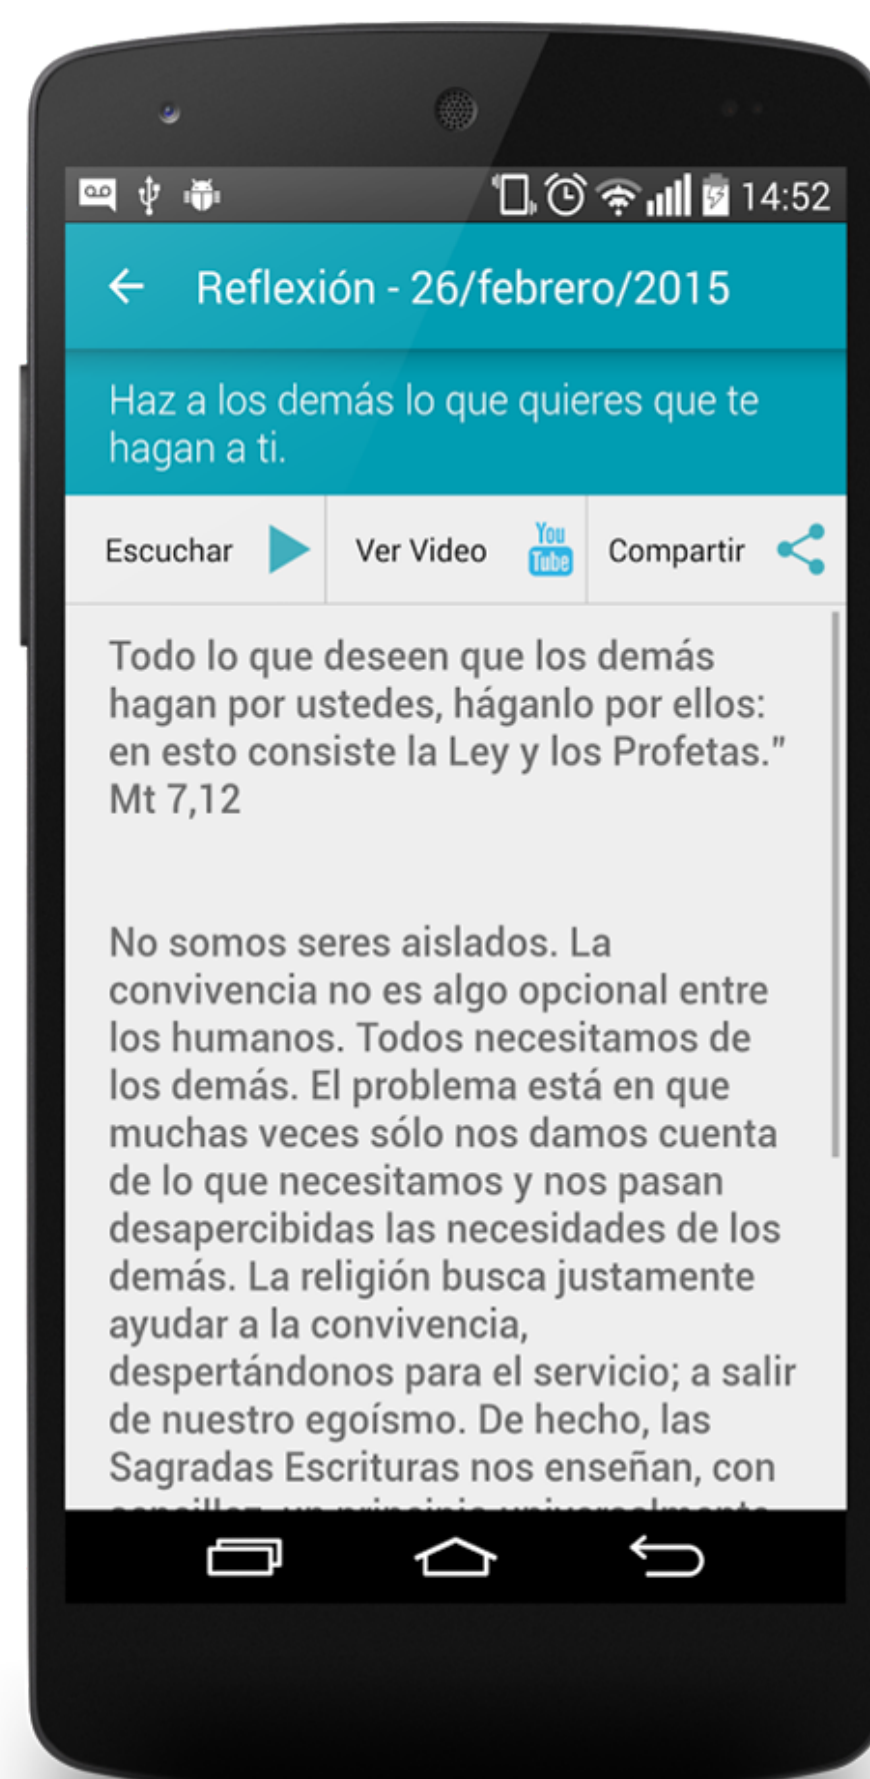 14:52
Reflexión - 26/febrero/2015
Haz a los demás lo que quieres que te
hagan a ti.
Escuchar
Ver Video
You
Tube
Compartir
Todo lo que deseen que los demás
hagan por ustedes, háganlo por ellos:
en esto consiste la Ley y los Profetas.”
Mt 7,12
No somos seres aislados. La
convivencia no es algo opcional entre
los humanos. Todos necesitamos de
los demás. El problema está en que
muchas veces sólo nos damos cuenta
de lo que necesitamos y nos pasan
desapercibidas las necesidades de los
demás. La religión busca justamente
ayudar a la convivencia,
despertándonos para el servicio; a salir
de nuestro egoísmo. De hecho, las
Sagradas Escrituras nos enseñan, con